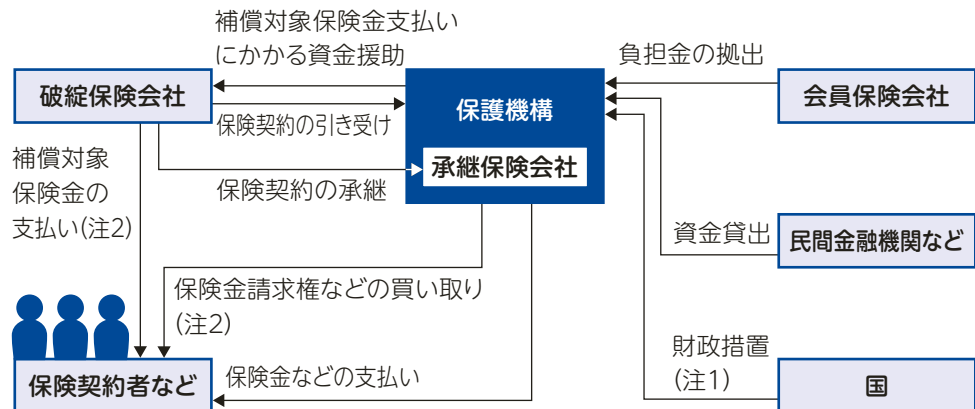 補償対象保険金支払い
にかかる資金援助
破綻保険会社
保険契約の引き受け
保護機構
承継保険会社
負担金の拠出
会員保険会社
補償対象
保険金の
支払い(注2)
保険契約の承継
資金貸出
民間金融機関など
保険金請求権などの買い取り
(注2)
財政措置
(注1)
保険契約者など
保険金などの支払い
国